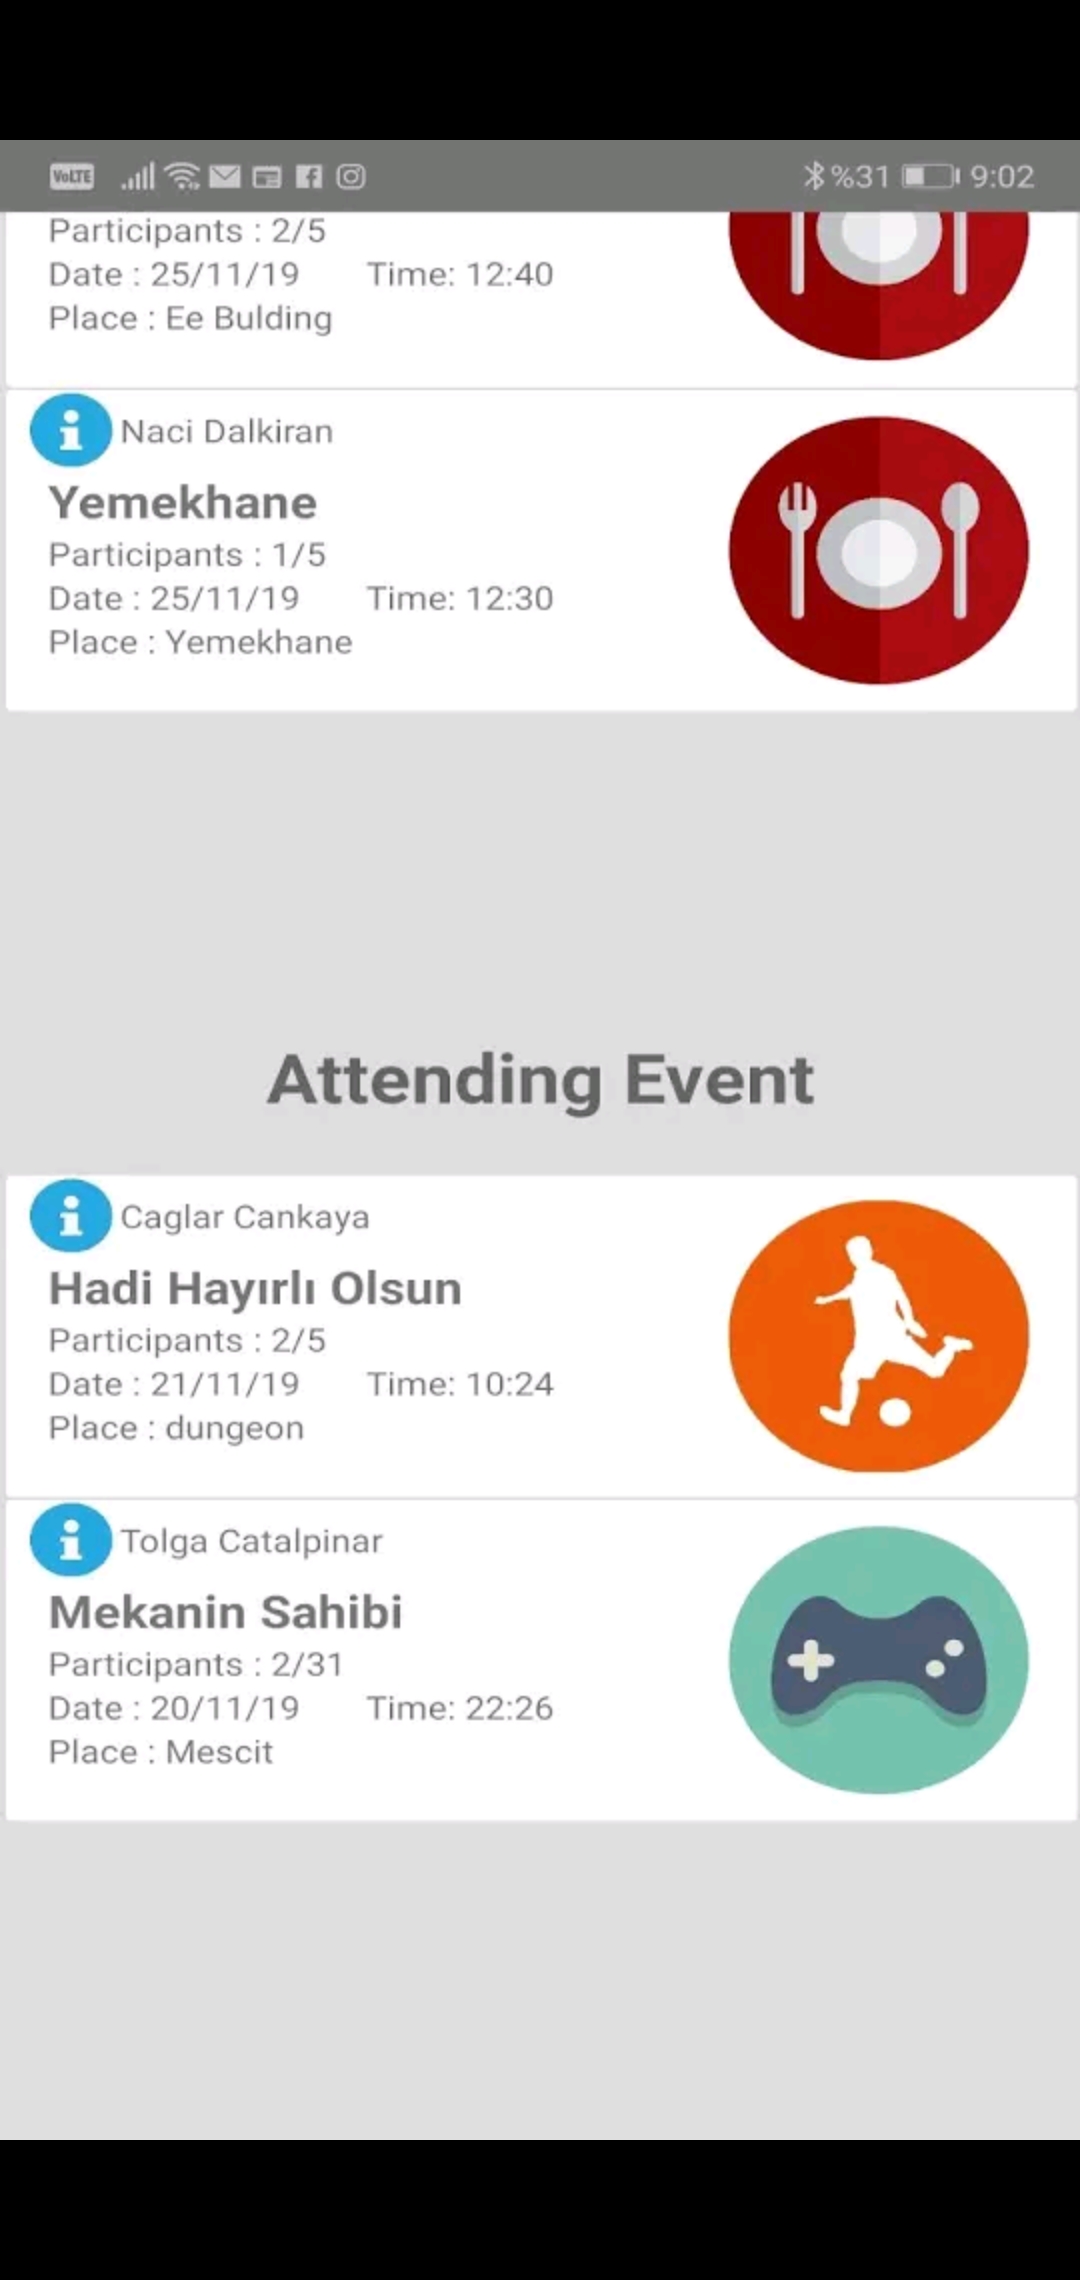 VoLTE %31 9:02
Participants : 2/5
Date : 25/11/19 Time: 12:40
Place : Ee Bulding
Naci Dalkiran
Yemekhane
Participants : 1/5
Date : 25/11/19 Time: 12:30
Place : Yemekhane
Attending Event
Caglar Cankaya
Hadi Hayırlı Olsun
Participants : 2/5
Date : 21/11/19 Time: 10:24
Place : dungeon
Tolga Catalpinar
Mekanin Sahibi
Participants : 2/31
Date : 20/11/19 Time: 22:26
Place : Mescit